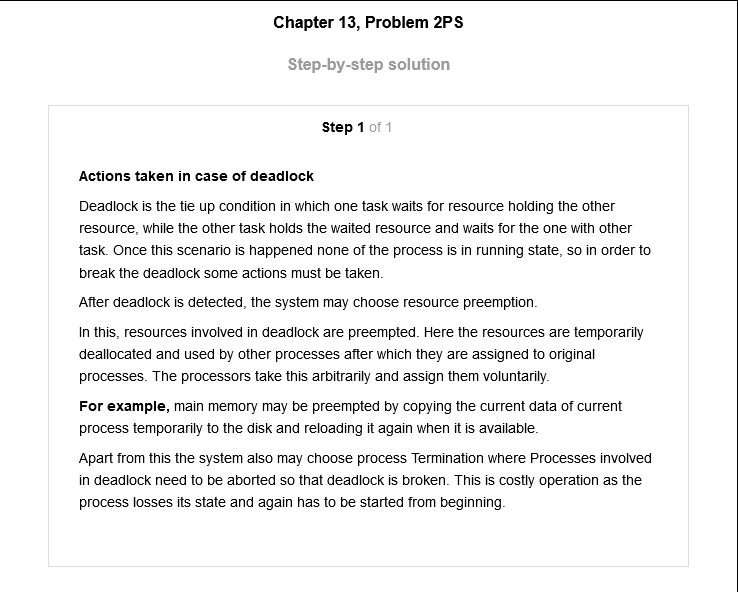 Chapter 13, Problem 2PS
Step-by-step solution
Step 1 of 1
Actions taken in case of deadlock
Deadlock is the tie up condition in which one task waits for resource holding the other
resource, while the other task holds the waited resource and waits for the one with other
task. Once this scenario is happened none of the process is in running state, so in order to
break the deadlock some actions must be taken.
After deadlock is detected, the system may choose resource preemption.
In this, resources involved in deadlock are preempted. Here the resources are temporarily
deallocated and used by other processes after which they are assigned to original
processes. The processors take this arbitrarily and assign them voluntarily.
For example, main memory may be preempted by copying the current data of current
process temporarily to the disk and reloading it again when it is available.
Apart from this the system also may choose process Termination where Processes involved
in deadlock need to be aborted so that deadlock is broken. This is costly operation as the
process losses its state and again has to be started from beginning.